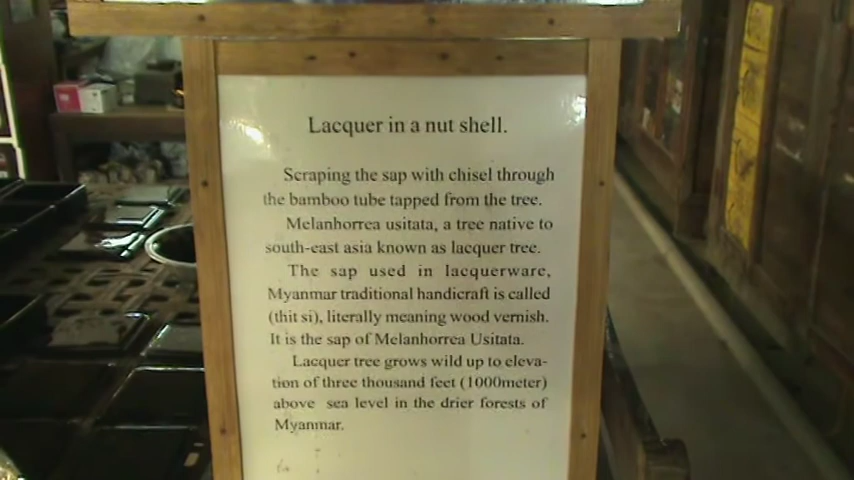 Lacquer in a nut shell.
Scraping the sap with chisel through
the bamboo tube tapped from the tree.
Melanhorrea usitata, a tree native to
south-east asia known as lacquer tree.
The sap used in lacquerware,
Myanmar traditional handicraft is called
(thit si), literally meaning wood vernish.
It is the sap of Melanhorrea Usitata.
Lacquer tree grows wild up to eleva-
tion of three thousand feet (1000meter)
above sea level in the drier forests of
Myanmar.